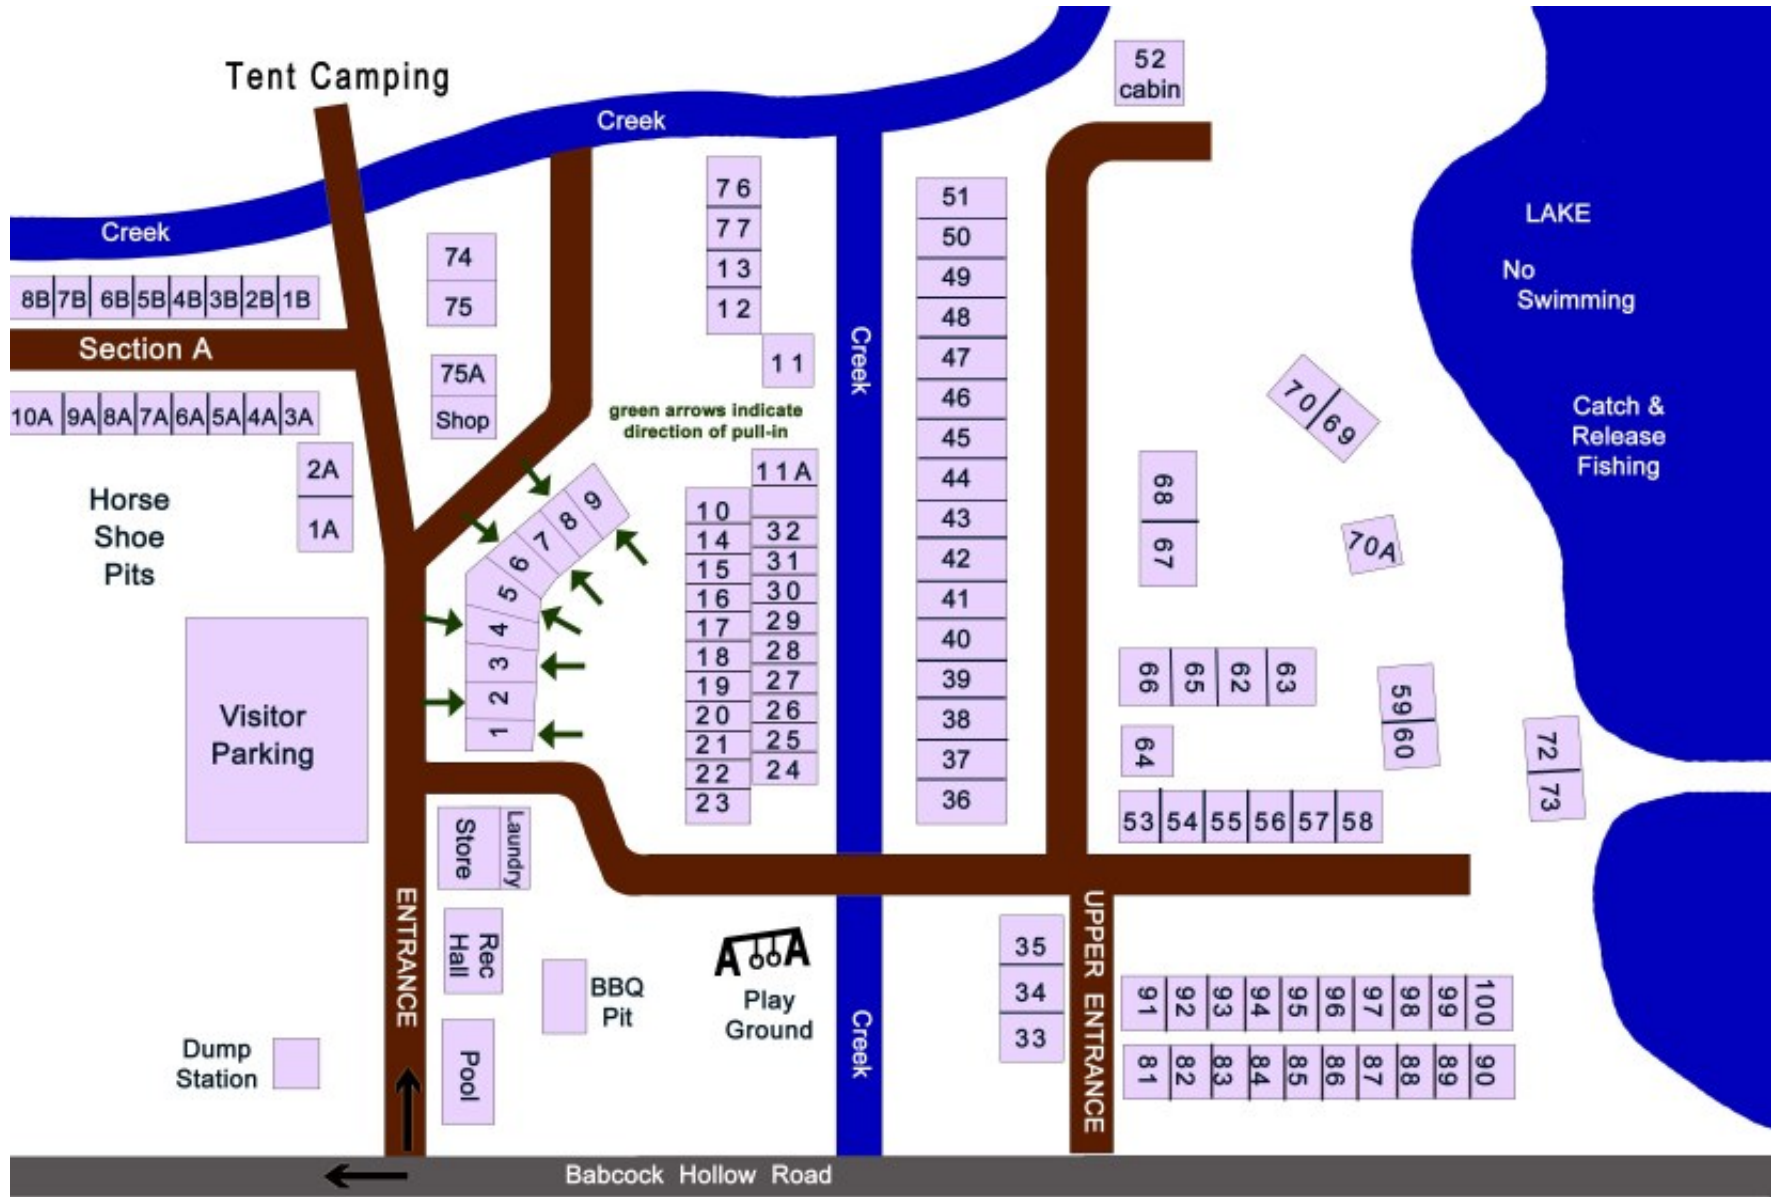 Tent Camping
Creek
52
cabin
Creek
LAKE
No
Swimming
Catch &
Release
Fishing
8B 7B 6B 5B 4B 3B 2B 1B
Section A
10A 9A 8A 7A 6A 5A 4A 3A
2A
1A
Horse
Shoe
Pits
Visitor
Parking
74
75
75A
Shop
76
77
13
12
11
green arrows indicate
direction of pull-in
11A
9
8
7
6
5
4
3
2
1
10
14
15
16
17
18
19
20
21
22
23
32
31
30
29
28
27
26
25
24
Creek
51
50
49
48
47
46
45
44
43
42
41
40
39
38
37
36
70 69
68
67
70A
66 65 62 63
64
59
60
72
73
53 54 55 56 57 58
Store
Laundry
Rec
Hall
BBQ
Pit
Pool
Play
Ground
Creek
Dump
Station
ENTRANCE
35
34
33
UPPER ENTRANCE
91 92 93 94 95 96 97 98 99 100
81 82 83 84 85 86 87 88 89 90
Babcock Hollow Road